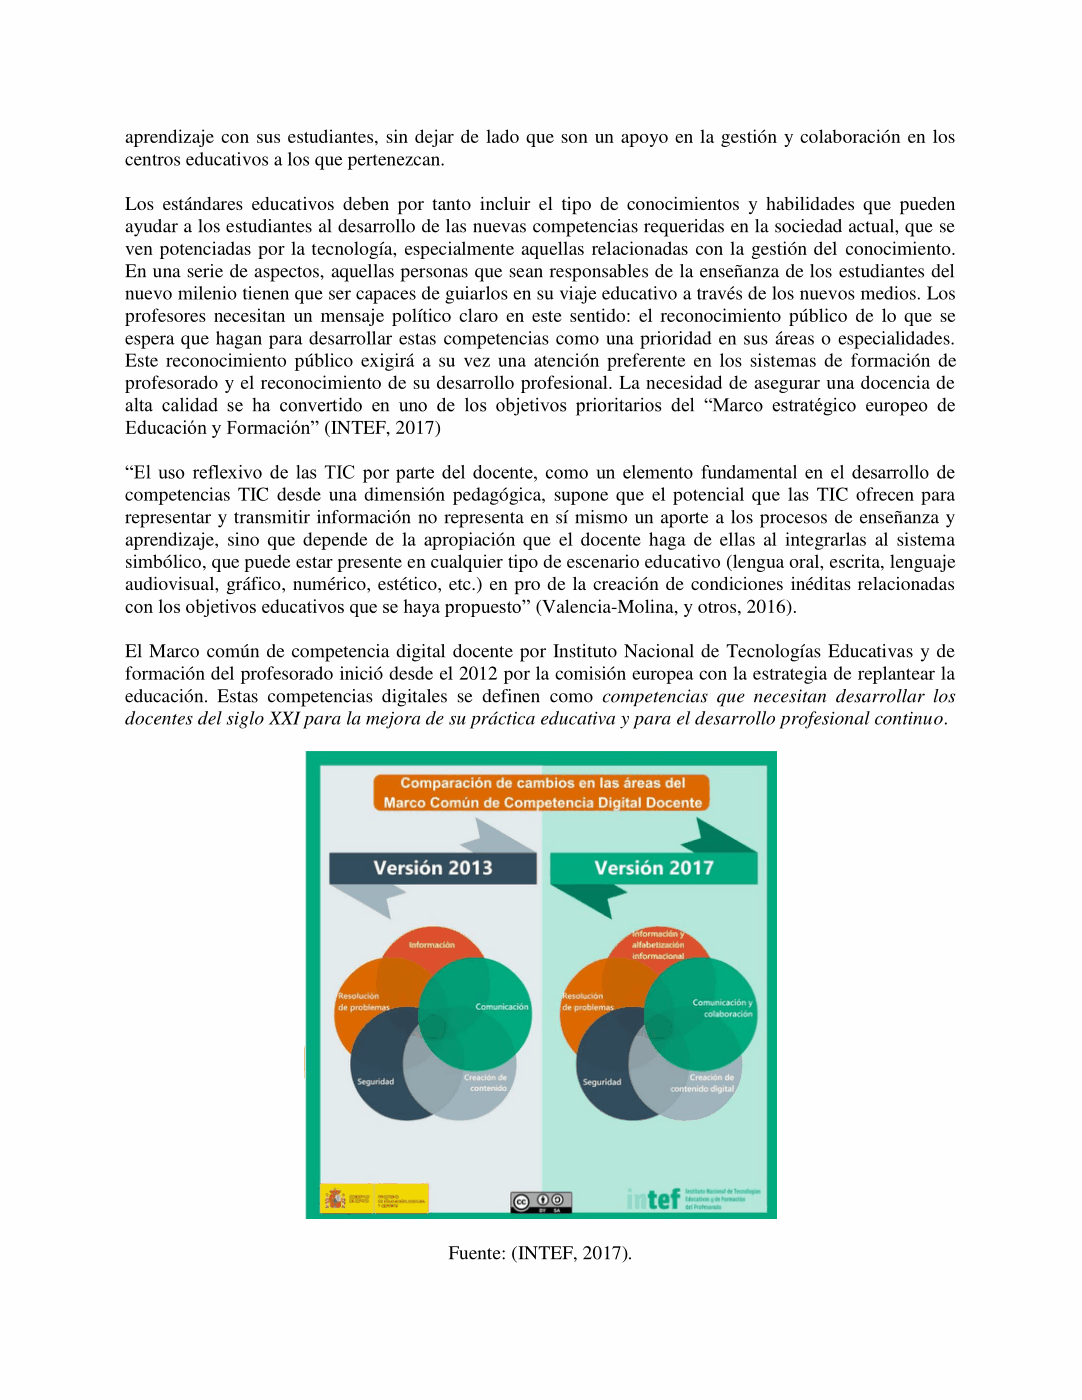 aprendizaje con sus estudiantes, sin dejar de lado que son un apoyo en la gestión y colaboración en los
centros educativos a los que pertenezcan.
Los estándares educativos deben por tanto incluir el tipo de conocimientos y habilidades que pueden
ayudar a los estudiantes al desarrollo de las nuevas competencias requeridas en la sociedad actual, que se
ven potenciadas por la tecnología, especialmente aquellas relacionadas con la gestión del conocimiento.
En una serie de aspectos, aquellas personas que sean responsables de la enseñanza de los estudiantes del
nuevo milenio tienen que ser capaces de guiarlos en su viaje educativo a través de los nuevos medios. Los
profesores necesitan un mensaje político claro en este sentido: el reconocimiento público de lo que se
espera que hagan para desarrollar estas competencias como una prioridad en sus áreas o especialidades.
Este reconocimiento público exigirá a su vez una atención preferente en los sistemas de formación de
profesorado y el reconocimiento de su desarrollo profesional. La necesidad de asegurar una docencia de
alta calidad se ha convertido en uno de los objetivos prioritarios del “Marco estratégico europeo de
Educación y Formación” (INTEF, 2017)
“El uso reflexivo de las TIC por parte del docente, como un elemento fundamental en el desarrollo de
competencias TIC desde una dimensión pedagógica, supone que el potencial que las TIC ofrecen para
representar y transmitir información no representa en sí mismo un aporte a los procesos de enseñanza y
aprendizaje, sino que depende de la apropiación que el docente haga de ellas al integrarlas al sistema
simbólico, que puede estar presente en cualquier tipo de escenario educativo (lengua oral, escrita, lenguaje
audiovisual, gráfico, numérico, estético, etc.) en pro de la creación de condiciones inéditas relacionadas
con los objetivos educativos que se haya propuesto” (Valencia-Molina, y otros, 2016).
El Marco común de competencia digital docente por Instituto Nacional de Tecnologías Educativas y de
formación del profesorado inició desde el 2012 por la comisión europea con la estrategia de replantear la
educación. Estas competencias digitales se definen como competencias que necesitan desarrollar los
docentes del siglo XXI para la mejora de su práctica educativa y para el desarrollo profesional continuo.
Comparación de cambios en las áreas del
Marco Común de Competencia Digital Docente
Versión 2013
Información
Resolución
de problemas
Comunicación
Seguridad
Creación de
contenido
Versión 2017
Información y
alfabetización
informacional
Resolución
de problemas
Comunicación y
colaboración
Seguridad
Creación de
contenido digital
cc BY SA
intef
Instituto Nacional de Tecnologías
Educativas y de Formación
del Profesorado
Fuente: (INTEF, 2017).